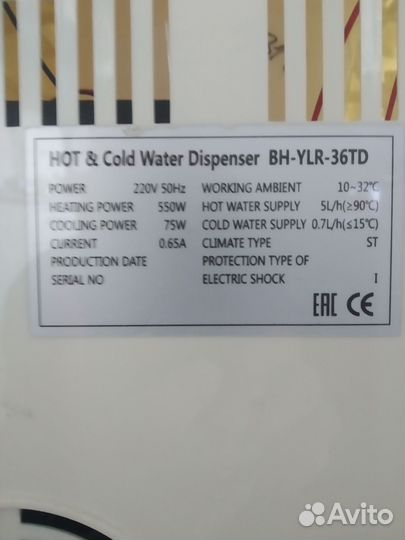 HOT & Cold Water Dispenser BH-YLR-36TD
POWER 220V 50Hz WORKING AMBIENT 10~32℃
HEATING POWER 550W HOT WATER SUPPLY 5L/h(≥90℃)
COOLING POWER 75W COLD WATER SUPPLY 0.7L/h(≤15℃)
CURRENT 0.65A CLIMATE TYPE ST
PRODUCTION DATE PROTECTION TYPE OF
SERIAL NO ELECTRIC SHOCK I
EAC CE
Avito